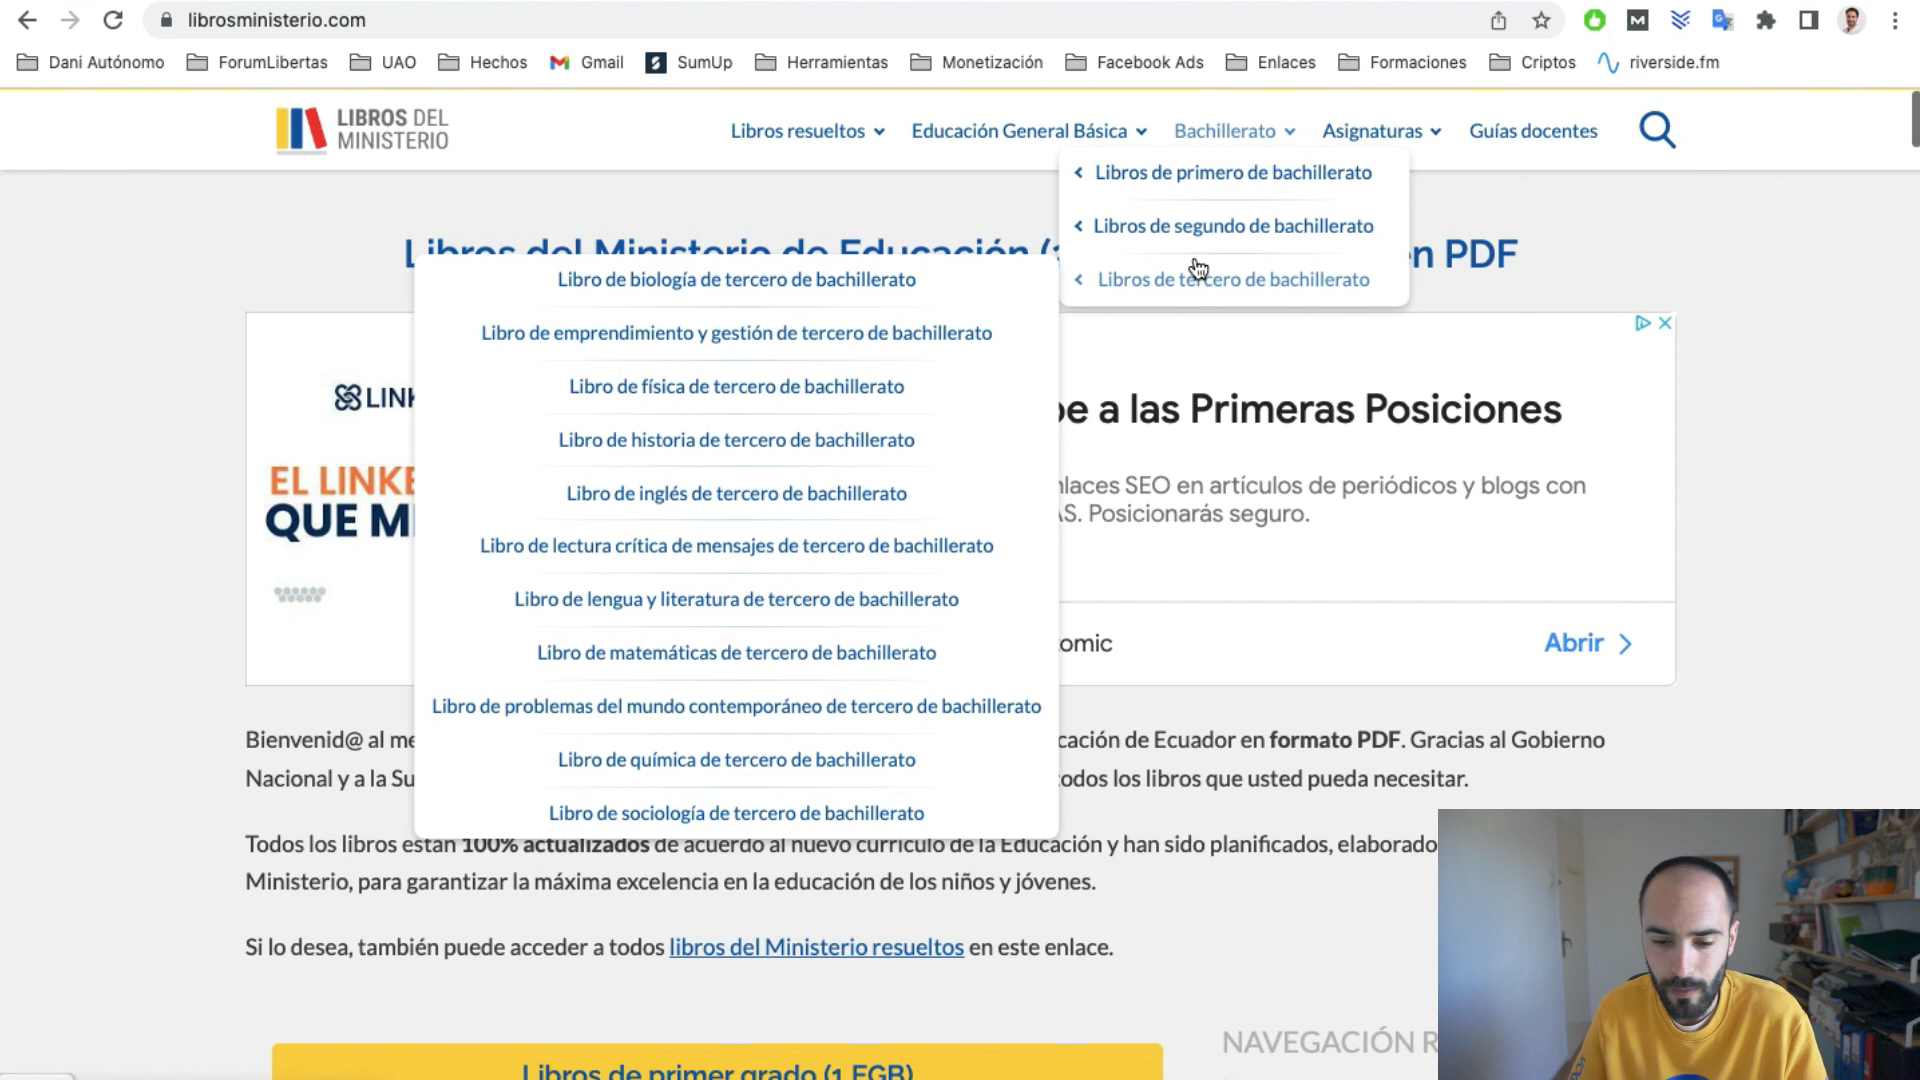 librosministerio.com
Dani Autónomo ForumLibertas UAO Hechos Gmail SumUp Herramientas Monetización Facebook Ads Enlaces Formaciones Criptos riverside.fm
LIBROS DEL
MINISTERIO
Libros resueltos Educación General Básica Bachillerato Asignaturas Guías docentes
Libros de primero de bachillerato
Libros de segundo de bachillerato
Libros de tercero de bachillerato
Libros del Ministerio de Educación (
n PDF
Libro de biología de tercero de bachillerato
Libro de emprendimiento y gestión de tercero de bachillerato
Libro de física de tercero de bachillerato
Libro de historia de tercero de bachillerato
Libro de inglés de tercero de bachillerato
Libro de lectura crítica de mensajes de tercero de bachillerato
Libro de lengua y literatura de tercero de bachillerato
Libro de matemáticas de tercero de bachillerato
Libro de problemas del mundo contemporáneo de tercero de bachillerato
Libro de química de tercero de bachillerato
Libro de sociología de tercero de bachillerato
LINK
EL LINKE
QUE M
be a las Primeras Posiciones
nlaces SEO en artículos de periódicos y blogs con
AS. Posicionarás seguro.
omic
Abrir
Bienvenid@ al me cación de Ecuador en formato PDF. Gracias al Gobierno
Nacional y a la Su odos los libros que usted pueda necesitar.
Todos los libros están 100% actualizados de acuerdo al nuevo currículo de la Educación y han sido planificados, elaborado
Ministerio, para garantizar la máxima excelencia en la educación de los niños y jóvenes.
Si lo desea, también puede acceder a todos libros del Ministerio resueltos en este enlace.
NAVEGACIÓN R
Libros de primer grado (1 EGB)